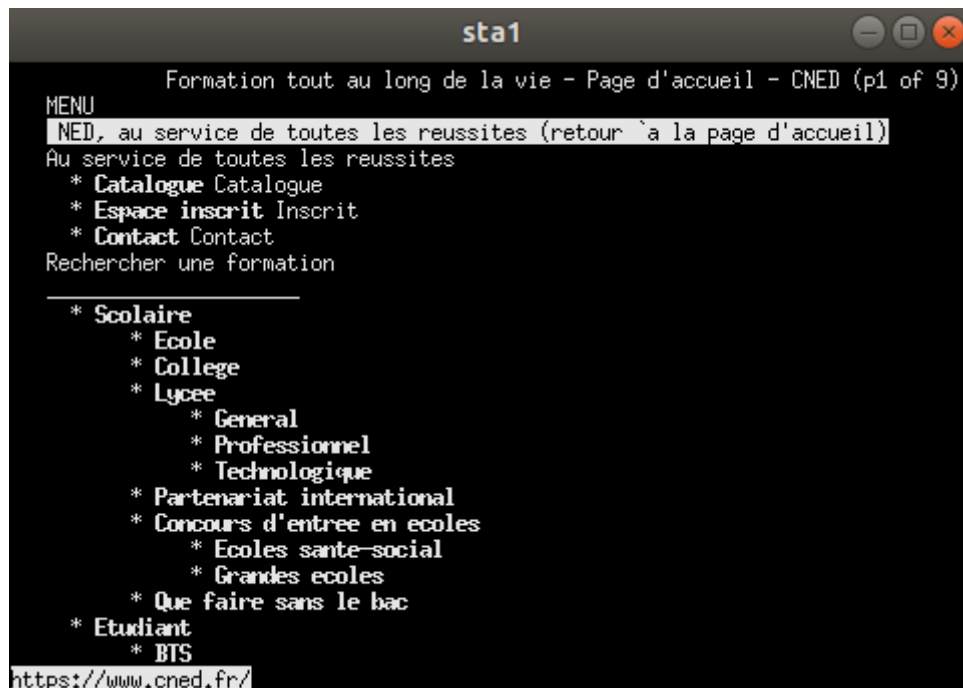 sta1
Formation tout au long de la vie - Page d'accueil - CNED (p1 of 9)
MENU
NED, au service de toutes les reussites (retour `a la page d'accueil)
Au service de toutes les reussites
* Catalogue Catalogue
* Espace inscrit Inscrit
* Contact Contact
Rechercher une formation
____________________
* Scolaire
* Ecole
* College
* Lycee
* General
* Professionnel
* Technologique
* Partenariat international
* Concours d'entree en ecoles
* Ecoles sante-social
* Grandes ecoles
* Que faire sans le bac
* Etudiant
* BTS
https://www.cned.fr/